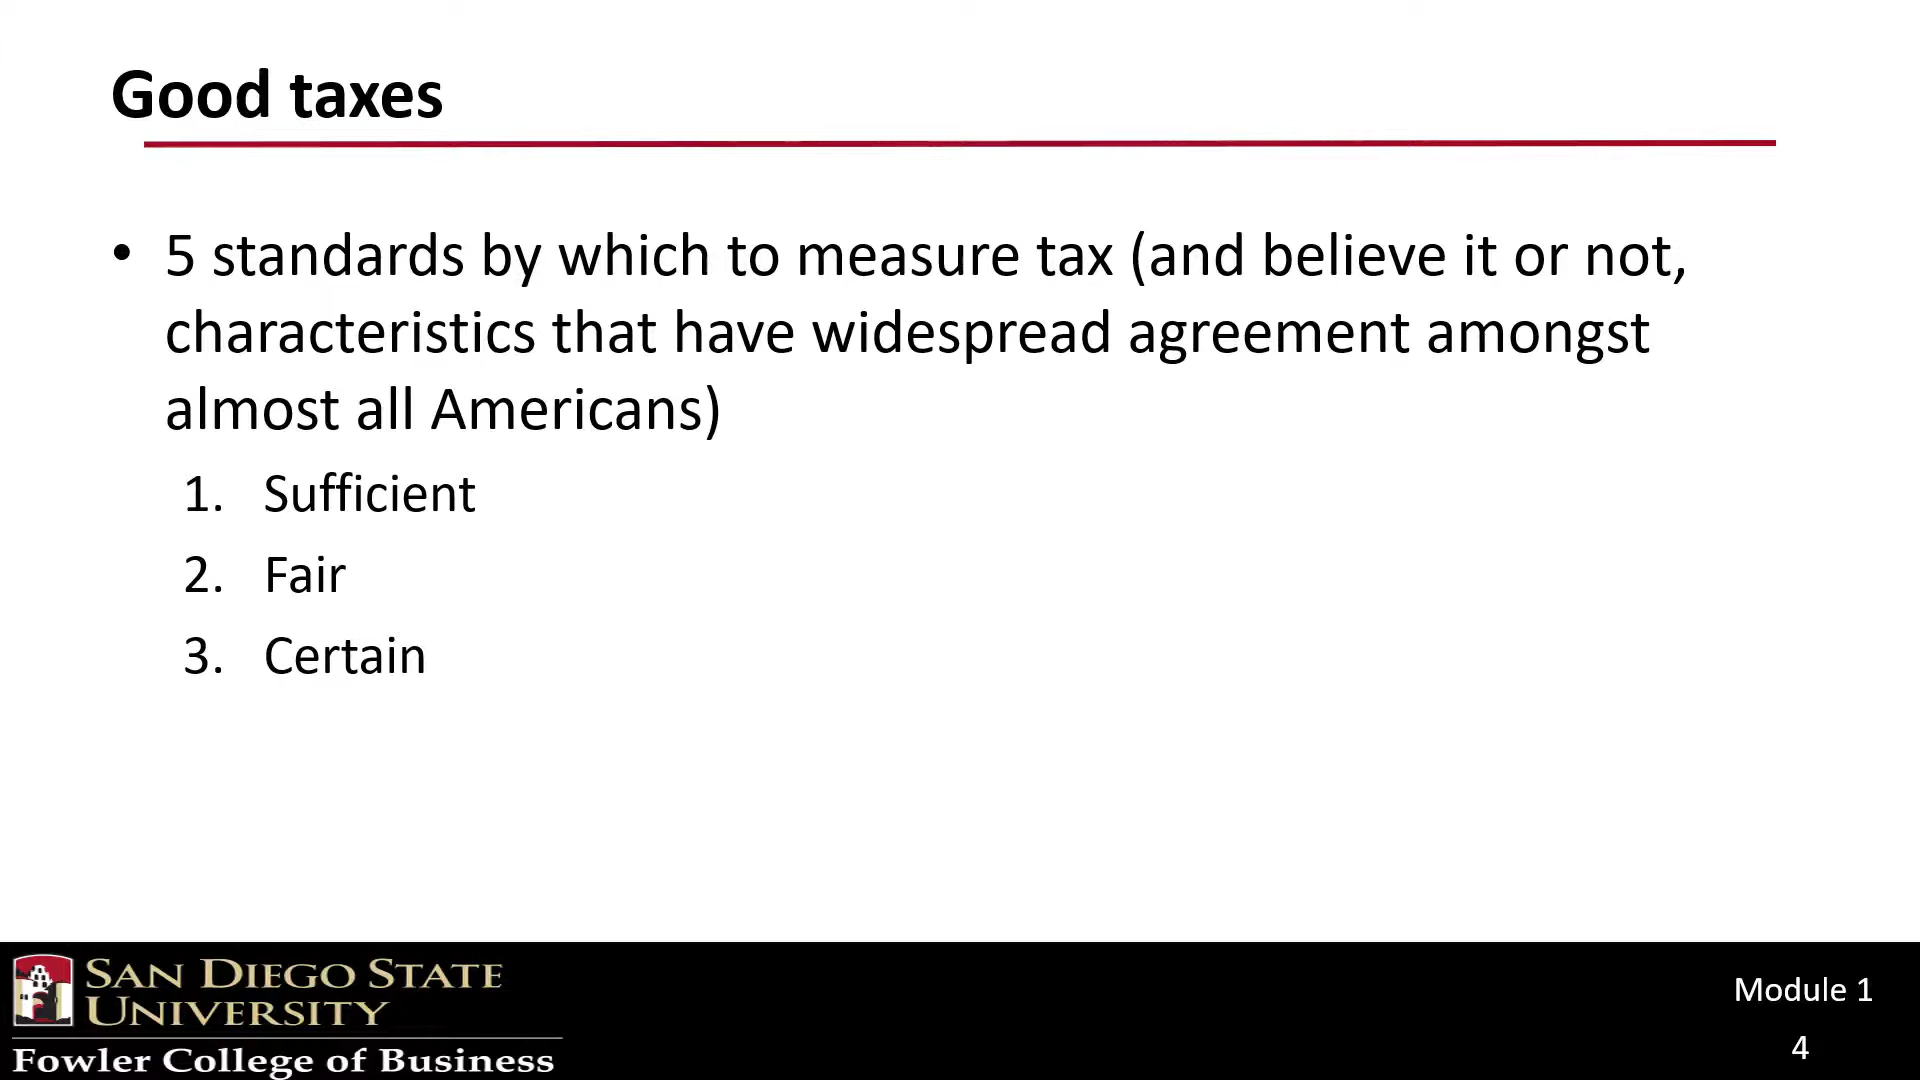 Good taxes
• 5 standards by which to measure tax (and believe it or not,
characteristics that have widespread agreement amongst
almost all Americans)
1. Sufficient
2. Fair
3. Certain
SAN DIEGO STATE
UNIVERSITY
Fowler College of Business
Module 1
4